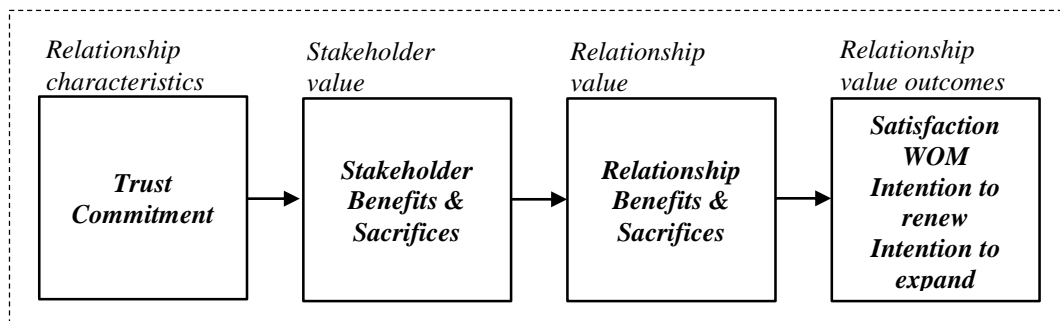 Relationship
characteristics
Stakeholder
value
Relationship
value
Relationship
value outcomes
Trust
Commitment
Stakeholder
Benefits &
Sacrifices
Relationship
Benefits &
Sacrifices
Satisfaction
WOM
Intention to
renew
Intention to
expand